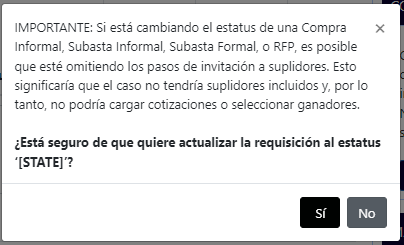 IMPORTANTE: Si está cambiando el estatus de una Compra
Informal, Subasta Informal, Subasta Formal, o RFP, es posible
que esté omitiendo los pasos de invitación a suplidores. Esto
significaría que el caso no tendría suplidores incluidos y, por lo
tanto, no podría cargar cotizaciones o seleccionar ganadores.
¿Está seguro de que quiere actualizar la requisición al estatus
‘[STATE]’?
Sí No